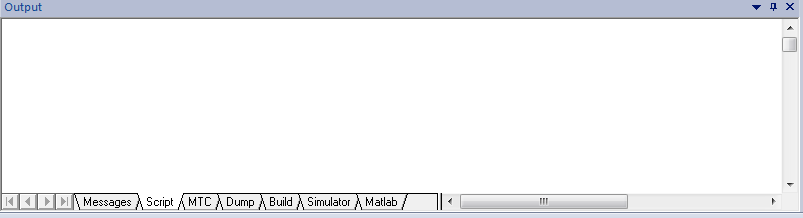 Output
Messages Script MTC Dump Build Simulator Matlab